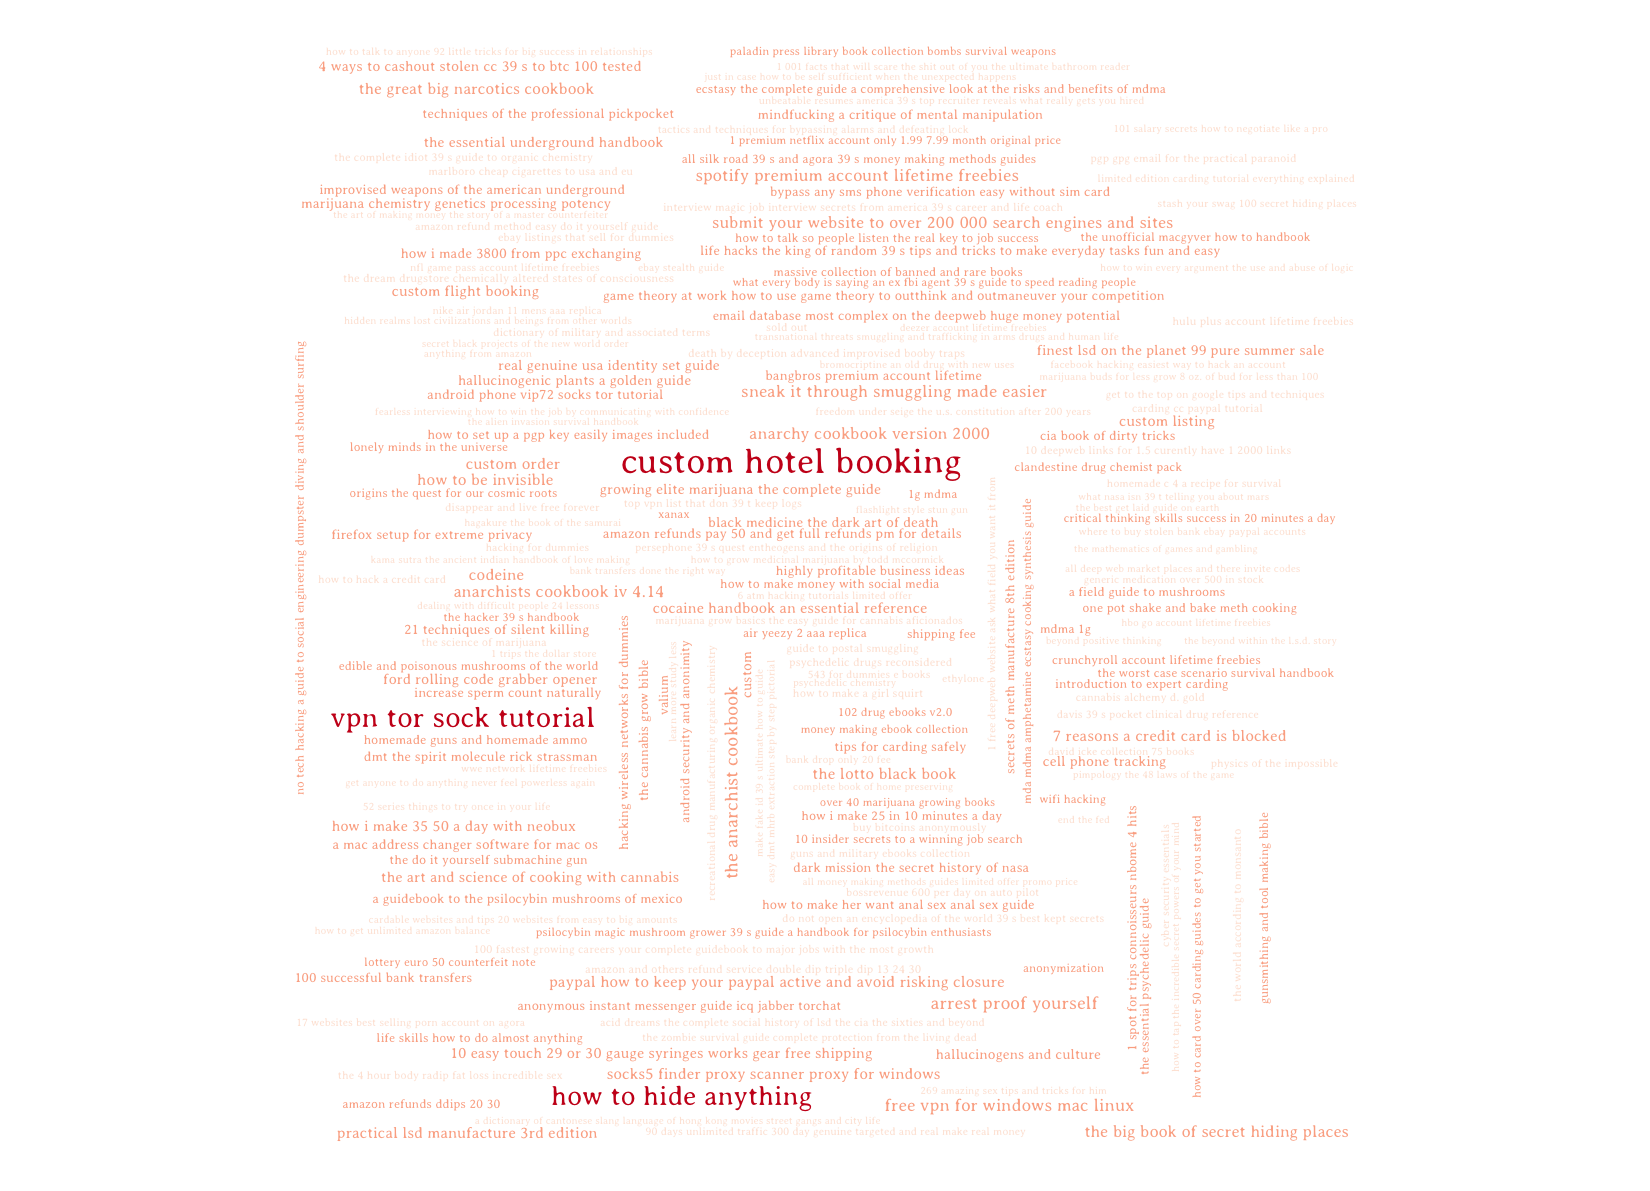 how to talk to anyone 92 little tricks for big success in relationships
paladin press library book collection bombs survival weapons
4 ways to cashout stolen cc 39 s to btc 100 tested
1 001 facts that will scare the shit out of you the ultimate bathroom reader
just in case how to be self sufficient when the unexpected happens
the great big narcotics cookbook
ecstasy the complete guide a comprehensive look at the risks and benefits of mdma
unbeatable resumes america 39 s top recruiter reveals what really gets you hired
techniques of the professional pickpocket
mindfucking a critique of mental manipulation
tactics and techniques for bypassing alarms and defeating lock
101 salary secrets how to negotiate like a pro
the essential underground handbook
1 premium netflix account only 1.99 7.99 month original price
the complete idiot 39 s guide to organic chemistry
all silk road 39 s and agora 39 s money making methods guides
pgp gpg email for the practical paranoid
marlboro cheap cigarettes to usa and eu
spotify premium account lifetime freebies
limited edition carding tutorial everything explained
improvised weapons of the american underground
bypass any sms phone verification easy without sim card
marijuana chemistry genetics processing potency
interview magic job interview secrets from america 39 s career and life coach
stash your swag 100 secret hiding places
the art of making money the story of a master counterfeiter
amazon refund method easy do it yourself guide
submit your website to over 200 000 search engines and sites
ebay listings that sell for dummies
how to talk so people listen the real key to job success
the unofficial macgyver how to handbook
how i made 3800 from ppc exchanging
life hacks the king of random 39 s tips and tricks to make everyday tasks fun and easy
nfl game pass account lifetime freebies
ebay stealth guide
massive collection of banned and rare books
how to win every argument the use and abuse of logic
the dream drugstore chemically altered states of consciousness
what every body is saying an ex fbi agent 39 s guide to speed reading people
custom flight booking
game theory at work how to use game theory to outthink and outmaneuver your competition
nike air jordan 11 mens aaa replica
hidden realms lost civilizations and beings from other worlds
email database most complex on the deepweb huge money potential
hulu plus account lifetime freebies
dictionary of military and associated terms
sold out
deezer account lifetime freebies
transnational threats smuggling and trafficking in arms drugs and human life
secret black projects of the new world order
anything from amazon
death by deception advanced improvised booby traps
finest lsd on the planet 99 pure summer sale
real genuine usa identity set guide
bromocriptine an old drug with new uses
facebook hacking easiest way to hack an account
hallucinogenic plants a golden guide
bangbros premium account lifetime
marijuana buds for less grow 8 oz. of bud for less than 100
android phone vip72 socks tor tutorial
sneak it through smuggling made easier
get to the top on google tips and techniques
fearless interviewing how to win the job by communicating with confidence
freedom under seige the u.s. constitution after 200 years
carding cc paypal tutorial
the alien invasion survival handbook
custom listing
how to set up a pgp key easily images included
anarchy cookbook version 2000
cia book of dirty tricks
lonely minds in the universe
10 deepweb links for 1.5 curently have 1 2000 links
custom order
custom hotel booking
clandestine drug chemist pack
how to be invisible
homemade c 4 a recipe for survival
origins the quest for our cosmic roots
growing elite marijuana the complete guide
1g mdma
what nasa isn 39 t telling you about mars
disappear and live free forever
top vpn list that don 39 t keep logs
flashlight style stun gun
the best get laid guide on earth
xanax
hagakure the book of the samurai
black medicine the dark art of death
critical thinking skills success in 20 minutes a day
firefox setup for extreme privacy
amazon refunds pay 50 and get full refunds pm for details
where to buy stolen bank ebay paypal accounts
hacking for dummies
persephone 39 s quest entheogens and the origins of religion
the mathematics of games and gambling
kama sutra the ancient indian handbook of love making
how to grow medicinal marijuana by todd mccormick
bank transfers done the right way
highly profitable business ideas
all deep web market places and there invite codes
how to hack a credit card
codeine
how to make money with social media
generic medication over 500 in stock
anarchists cookbook iv 4.14
6 atm hacking tutorials limited offer
a field guide to mushrooms
dealing with difficult people 24 lessons
cocaine handbook an essential reference
one pot shake and bake meth cooking
the hacker 39 s handbook
marijuana grow basics the easy guide for cannabis aficionados
hbo go account lifetime freebies
21 techniques of silent killing
air yeezy 2 aaa replica
shipping fee
mdma 1g
the science of marijuana
guide to postal smuggling
beyond positive thinking
the beyond within the l.s.d. story
1 trips the dollar store
psychedelic drugs reconsidered
crunchyroll account lifetime freebies
edible and poisonous mushrooms of the world
543 for dummies e books
the worst case scenario survival handbook
ford rolling code grabber opener
psychedelic chemistry
ethylone
introduction to expert carding
increase sperm count naturally
how to make a girl squirt
cannabis alchemy d. gold
vpn tor sock tutorial
102 drug ebooks v2.0
davis 39 s pocket clinical drug reference
homemade guns and homemade ammo
money making ebook collection
7 reasons a credit card is blocked
dmt the spirit molecule rick strassman
tips for carding safely
david icke collection 75 books
wwe network lifetime freebies
bank drop only 20 fee
cell phone tracking
physics of the impossible
get anyone to do anything never feel powerless again
the lotto black book
pimpology the 48 laws of the game
complete book of home preserving
52 series things to try once in your life
over 40 marijuana growing books
wifi hacking
how i make 35 50 a day with neobux
how i make 25 in 10 minutes a day
end the fed
buy bitcoins anonymously
a mac address changer software for mac os
10 insider secrets to a winning job search
the do it yourself submachine gun
guns and military ebooks collection
the art and science of cooking with cannabis
dark mission the secret history of nasa
all money making methods guides limited offer promo price
bossrevenue 600 per day on auto pilot
a guidebook to the psilocybin mushrooms of mexico
how to make her want anal sex anal sex guide
cardable websites and tips 20 websites from easy to big amounts
do not open an encyclopedia of the world 39 s best kept secrets
how to get unlimited amazon balance
psilocybin magic mushroom grower 39 s guide a handbook for psilocybin enthusiasts
100 fastest growing careers your complete guidebook to major jobs with the most growth
lottery euro 50 counterfeit note
amazon and others refund service double dip triple dip 13 24 30
anonymization
100 successful bank transfers
paypal how to keep your paypal active and avoid risking closure
anonymous instant messenger guide icq jabber torchat
arrest proof yourself
17 websites best selling porn account on agora
acid dreams the complete social history of lsd the cia the sixties and beyond
life skills how to do almost anything
the zombie survival guide complete protection from the living dead
10 easy touch 29 or 30 gauge syringes works gear free shipping
hallucinogens and culture
the 4 hour body radip fat loss incredible sex
socks5 finder proxy scanner proxy for windows
269 amazing sex tips and tricks for him
how to hide anything
amazon refunds ddips 20 30
free vpn for windows mac linux
a dictionary of cantonese slang language of hong kong movies street gangs and city life
practical lsd manufacture 3rd edition
90 days unlimited traffic 300 day genuine targeted and real make real money
the big book of secret hiding places
no tech hacking a guide to social engineering dumpster diving and shoulder surfing
hacking wireless networks for dummies
the cannabis grow bible
valium
learn more study less
android security and anonimity
recreational drug manufacturing organic chemistry
the anarchist cookbook
custom
make fake id 39 s ultimate how to guide
easy dmt mhrb extraction step by step pictorial
1 free deepweb website ask what field you want it from
secrets of meth manufacture 8th edition
mda mdma amphetamine ecstasy cooking synthesis guide
1 spot for trips connoisseurs nbome 4 hits
the essential psychedelic guide
cyber security essentials
how to tap the incredible secret powers of your mind
how to card over 50 carding guides to get you started
the world according to monsanto
gunsmithing and tool making bible